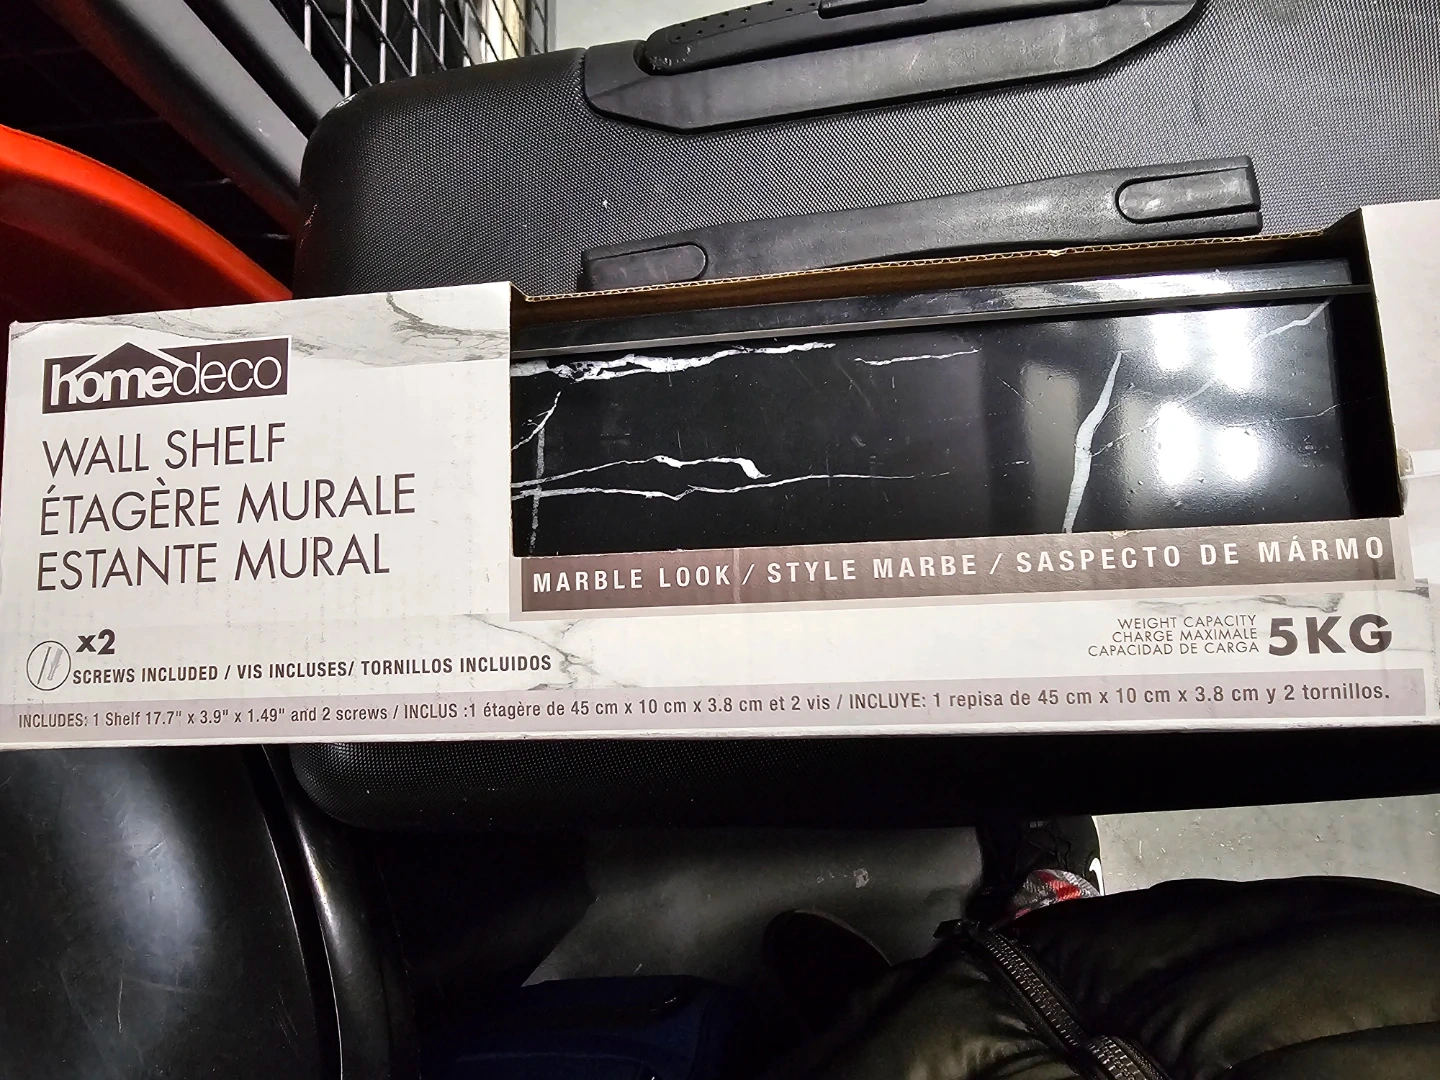 homedeco
WALL SHELF
ÉTAGÈRE MURALE
ESTANTE MURAL
MARBLE LOOK / STYLE MARBE / SASPECTO DE MÁRMO
x2
SCREWS INCLUDED / VIS INCLUSES/ TORNILLOS INCLUIDOS
WEIGHT CAPACITY
CHARGE MAXIMALE
CAPACIDAD DE CARGA
5KG
INCLUDES: 1 Shelf 17.7" x 3.9" x 1.49" and 2 screws / INCLUS :1 étagère de 45 cm x 10 cm x 3.8 cm et 2 vis / INCLUYE: 1 repisa de 45 cm x 10 cm x 3.8 cm y 2 tornillos.